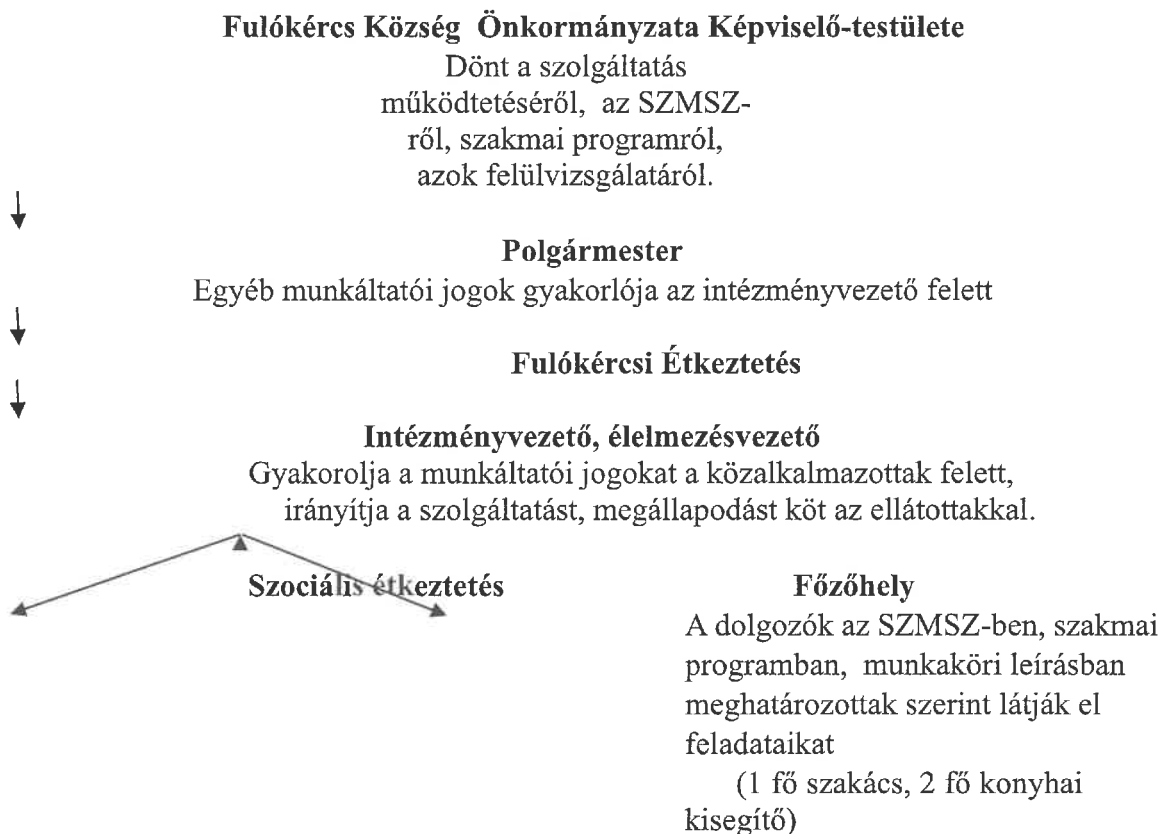 Fulókércs Község Önkormányzata Képviselő-testülete
Dönt a szolgáltatás
működtetéséről, az SZMSZ-
ről, szakmai programról,
azok felülvizsgálatáról.
Polgármester
Egyéb munkáltatói jogok gyakorlója az intézményvezető felett
Fulókércsi Étkeztetés
Intézményvezető, élelmezésvezető
Gyakorolja a munkáltatói jogokat a közalkalmazottak felett,
irányítja a szolgáltatást, megállapodást köt az ellátottakkal.
Szociális étkeztetés
Főzőhely
A dolgozók az SZMSZ-ben, szakmai
programban, munkaköri leírásban
meghatározottak szerint látják el
feladataikat
(1 fő szakács, 2 fő konyhai
kisegítő)